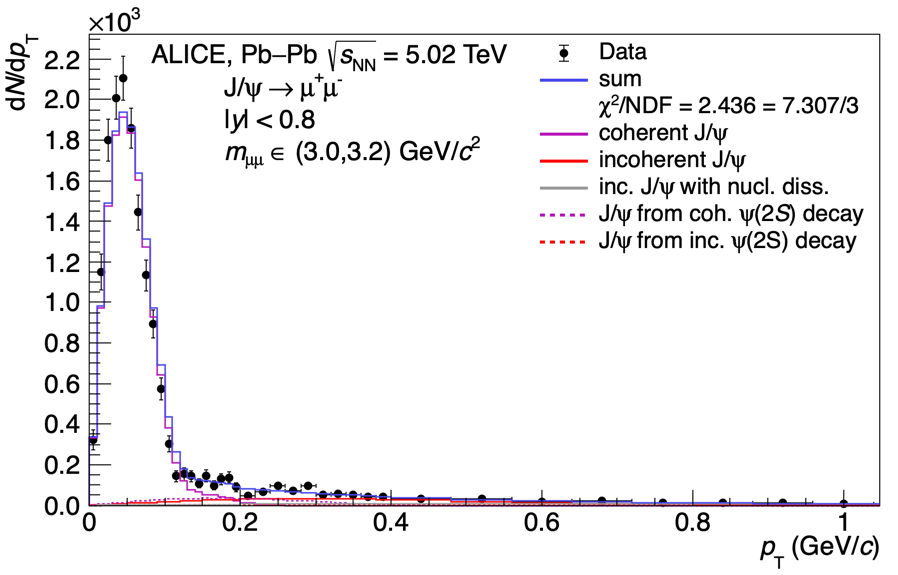 ×10³
dN/dp_T
ALICE, Pb–Pb √s_NN = 5.02 TeV
J/ψ → μ⁺μ⁻
|y| < 0.8
m_μμ ∈ (3.0,3.2) GeV/c²
Data
sum
χ²/NDF = 2.436 = 7.307/3
coherent J/ψ
incoherent J/ψ
inc. J/ψ with nucl. diss.
J/ψ from coh. ψ(2S) decay
J/ψ from inc. ψ(2S) decay
2.2
2.0
1.8
1.6
1.4
1.2
1.0
0.8
0.6
0.4
0.2
0.0
0 0.2 0.4 0.6 0.8 1
p_T (GeV/c)